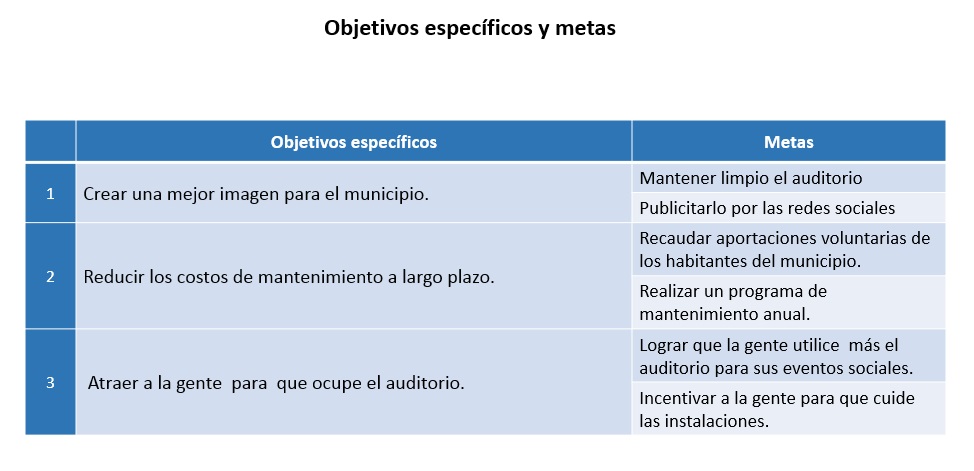 Objetivos específicos y metas
Objetivos específicos
Metas
1
Crear una mejor imagen para el municipio.
Mantener limpio el auditorio
Publicitarlo por las redes sociales
2
Reducir los costos de mantenimiento a largo plazo.
Recaudar aportaciones voluntarias de
los habitantes del municipio.
Realizar un programa de
mantenimiento anual.
3
Atraer a la gente para que ocupe el auditorio.
Lograr que la gente utilice más el
auditorio para sus eventos sociales.
Incentivar a la gente para que cuide
las instalaciones.